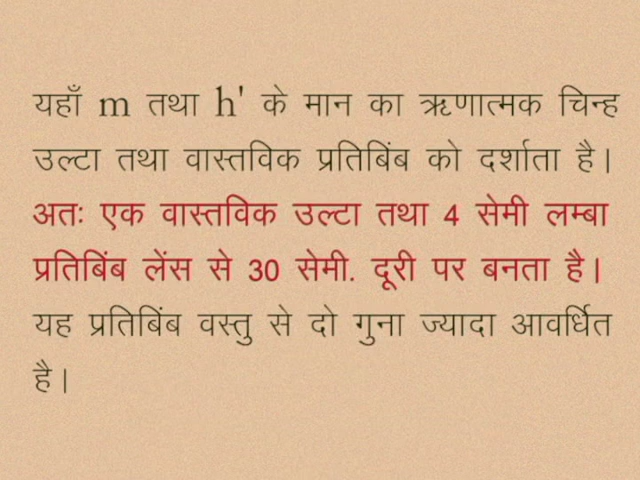 यहाँ m तथा h' के मान का ऋणात्मक चिन्ह
उल्टा तथा वास्तविक प्रतिबिंब को दर्शाता है।
अतः एक वास्तविक उल्टा तथा 4 सेमी लम्बा
प्रतिबिंब लेंस से 30 सेमी. दूरी पर बनता है।
यह प्रतिबिंब वस्तु से दो गुना ज्यादा आवर्धित
है।